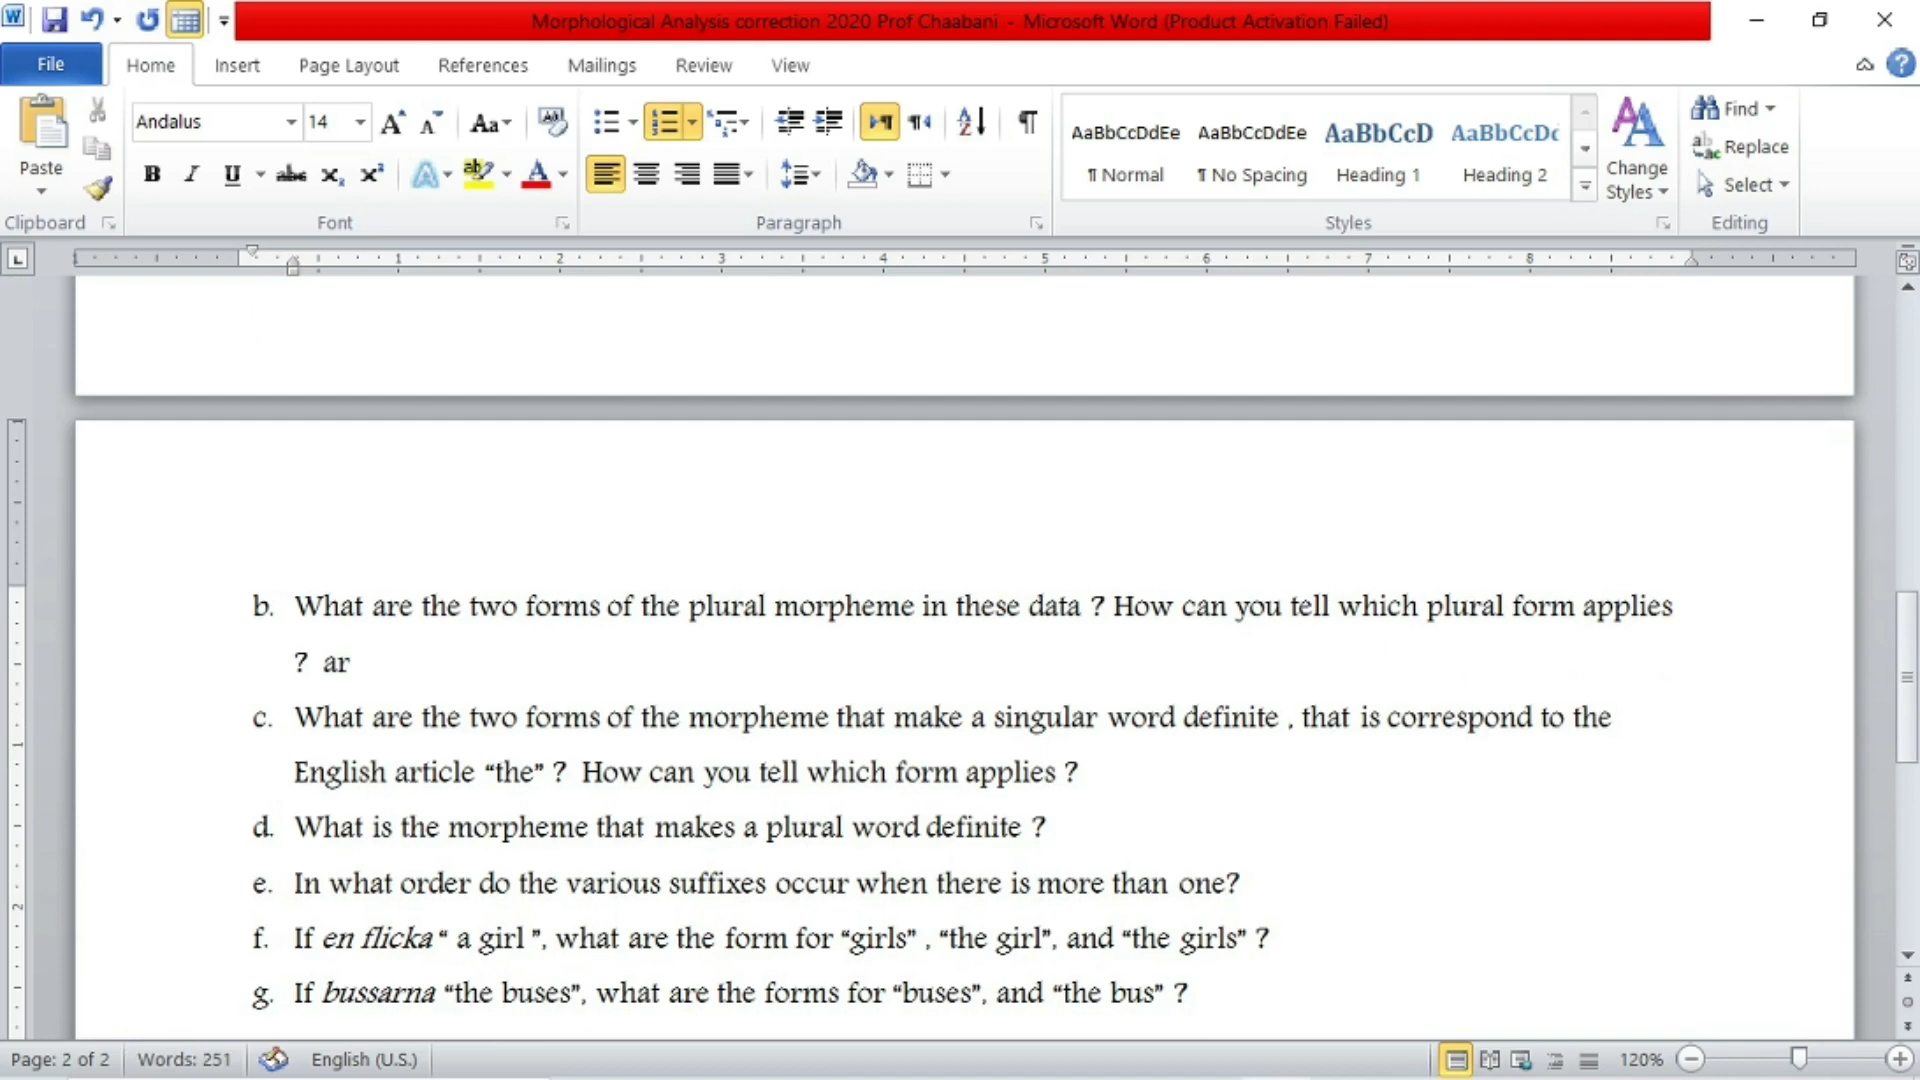 Morphological Analysis correction 2020 Prof Chaabani - Microsoft Word (Product Activation Failed)
File Home Insert Page Layout References Mailings Review View
Andalus 14
Paste
AaBbCcDdEe AaBbCcDdEe AaBbCcD AaBbCcDc
¶ Normal ¶ No Spacing Heading 1 Heading 2
Change Styles
Find
Replace
Select
Clipboard Font Paragraph Styles Editing
1 2 3 4 5 6 7 8
b. What are the two forms of the plural morpheme in these data ? How can you tell which plural form applies
? ar
c. What are the two forms of the morpheme that make a singular word definite , that is correspond to the
English article “the” ? How can you tell which form applies ?
d. What is the morpheme that makes a plural word definite ?
e. In what order do the various suffixes occur when there is more than one?
f. If en flicka “ a girl ”, what are the form for “girls” , “the girl”, and “the girls” ?
g. If bussarna “the buses”, what are the forms for “buses”, and “the bus” ?
Page: 2 of 2 Words: 251 English (U.S.) 120%